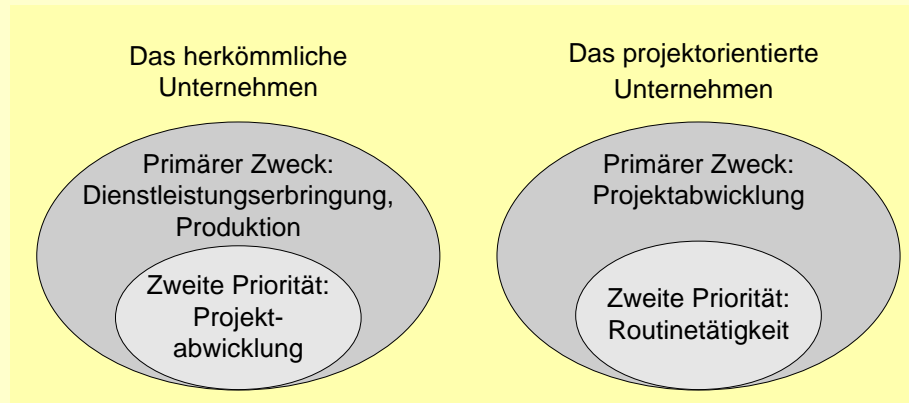 Das herkömmliche
Unternehmen
Primärer Zweck:
Dienstleistungserbringung,
Produktion
Zweite Priorität:
Projekt-
abwicklung
Das projektorientierte
Unternehmen
Primärer Zweck:
Projektabwicklung
Zweite Priorität:
Routinetätigkeit